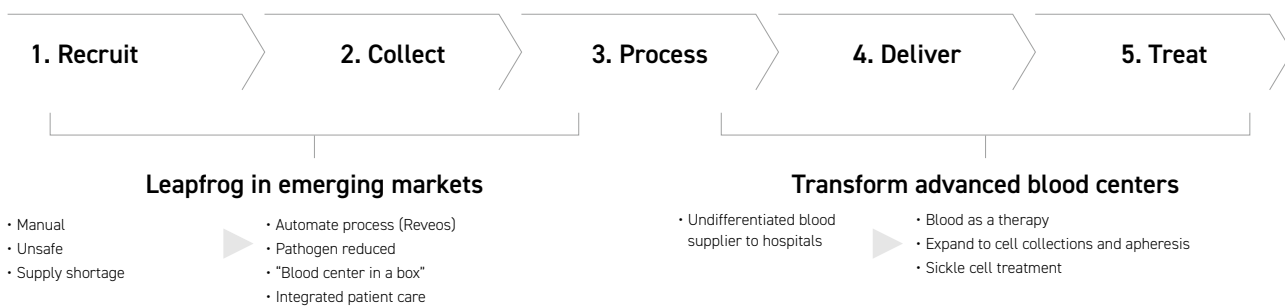 1. Recruit
2. Collect
3. Process
4. Deliver
5. Treat
Leapfrog in emerging markets
• Manual
• Unsafe
• Supply shortage
• Automate process (Reveos)
• Pathogen reduced
• "Blood center in a box"
• Integrated patient care
Transform advanced blood centers
• Undifferentiated blood
supplier to hospitals
• Blood as a therapy
• Expand to cell collections and apheresis
• Sickle cell treatment